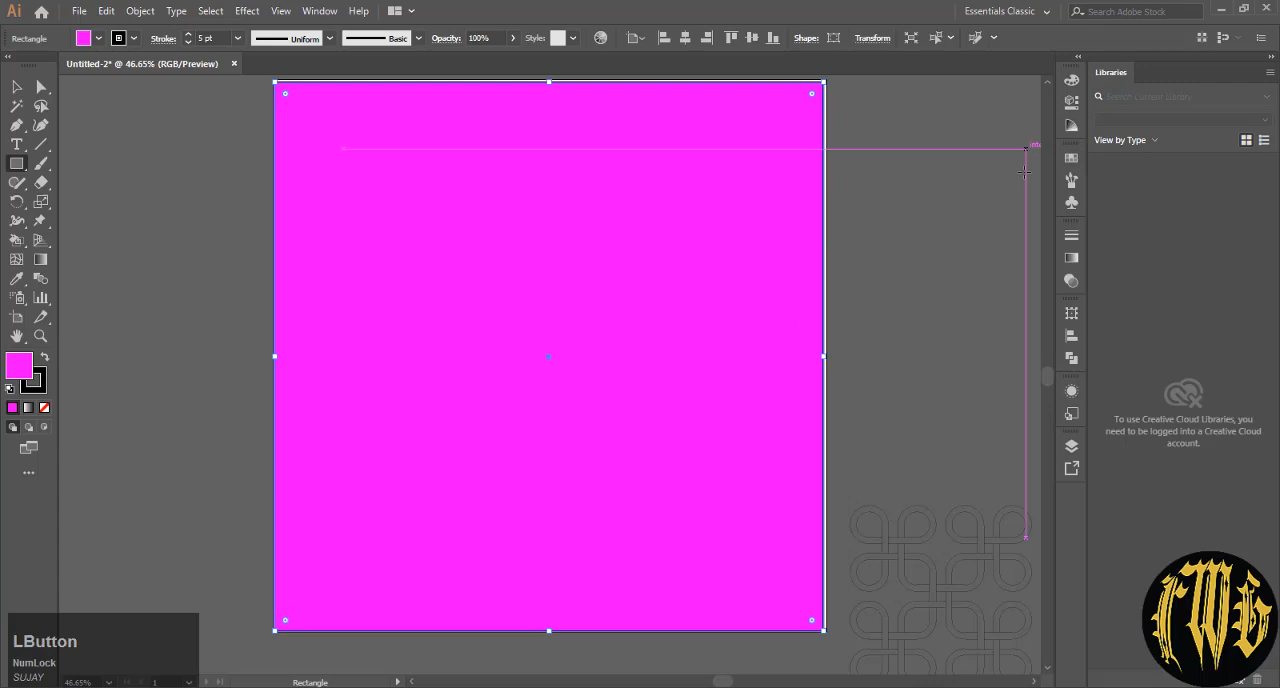 Ai File Edit Object Type Select Effect View Window Help Essentials Classic Search Adobe Stock
Rectangle Stroke: 5 pt Uniform Basic Opacity: 100% Style: Shape: Transform
Untitled-2* @ 46.65% (RGB/Preview) × Libraries
Search Current Library
View by Type
To use Creative Cloud Libraries, you
need to be logged into a Creative Cloud
account.
LButton
NumLock
SUJAY
46.65% 1 Rectangle